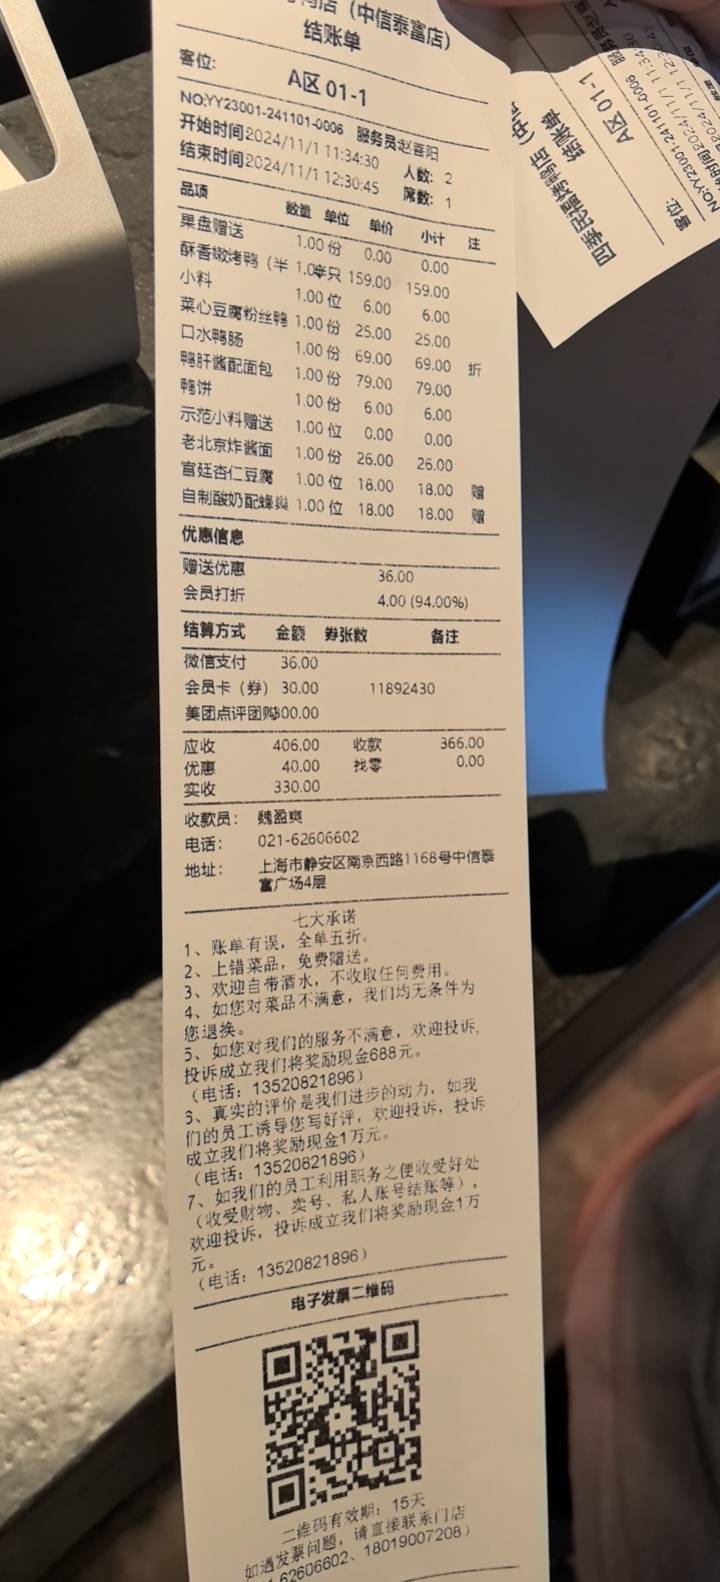 鸭店（中信泰富店）
结账单
客位： A区 01-1
NO:YY23001-241101-0006 服务员:赵善阳
开始时间2024/11/1 11:34:30 人数： 2
结束时间2024/11/1 12:30:45 席数： 1
品项 数量 单位 单价 小计 注
果盘赠送 1.00 份 0.00 0.00
酥香嫩烤鸭（半 1.00 半只 159.00 159.00
小料 1.00 位 6.00 6.00
菜心豆腐粉丝鸭 1.00 份 25.00 25.00
口水鸭肠 1.00 份 69.00 69.00 折
鸭肝酱配面包 1.00 份 79.00 79.00
鸭饼 1.00 份 6.00 6.00
示范小料赠送 1.00 位 0.00 0.00
老北京炸酱面 1.00 份 26.00 26.00
宫廷杏仁豆腐 1.00 位 18.00 18.00 赠
自制酸奶配蜂 1.00 位 18.00 18.00 赠
优惠信息
赠送优惠 36.00
会员打折 4.00 (94.00%)
结算方式 金额 券张数 备注
微信支付 36.00
会员卡（券） 30.00 11892430
美团点评团购300.00
应收 406.00 收款 366.00
优惠 40.00 找零 0.00
实收 330.00
收款员： 魏盈爽
电话： 021-62606602
地址： 上海市静安区南京西路1168号中信泰
富广场4层
七大承诺
1、账单有误，全单五折。
2、上错菜品，免费赠送。
3、欢迎自带酒水，不收取任何费用。
4、如您对菜品不满意，我们均无条件为
您退换。
5、如您对我们的服务不满意，欢迎投诉，
投诉成立我们将奖励现金688元。
（电话：13520821896）
6、真实的评价是我们进步的动力，如我
们的员工诱导您写好评，欢迎投诉，投诉
成立我们将奖励现金1万元。
（电话：13520821896）
7、如我们的员工利用职务之便收受好处
（收受财物、卖号、私人账号结账等），
欢迎投诉，投诉成立我们将奖励现金1万
元。
（电话：13520821896）
电子发票二维码
二维码有效期：15天
如遇发票问题，请直接联系门店
62606602、18019007208）
四季民福烤鸭店（中
结账单
客位： A区 01-1